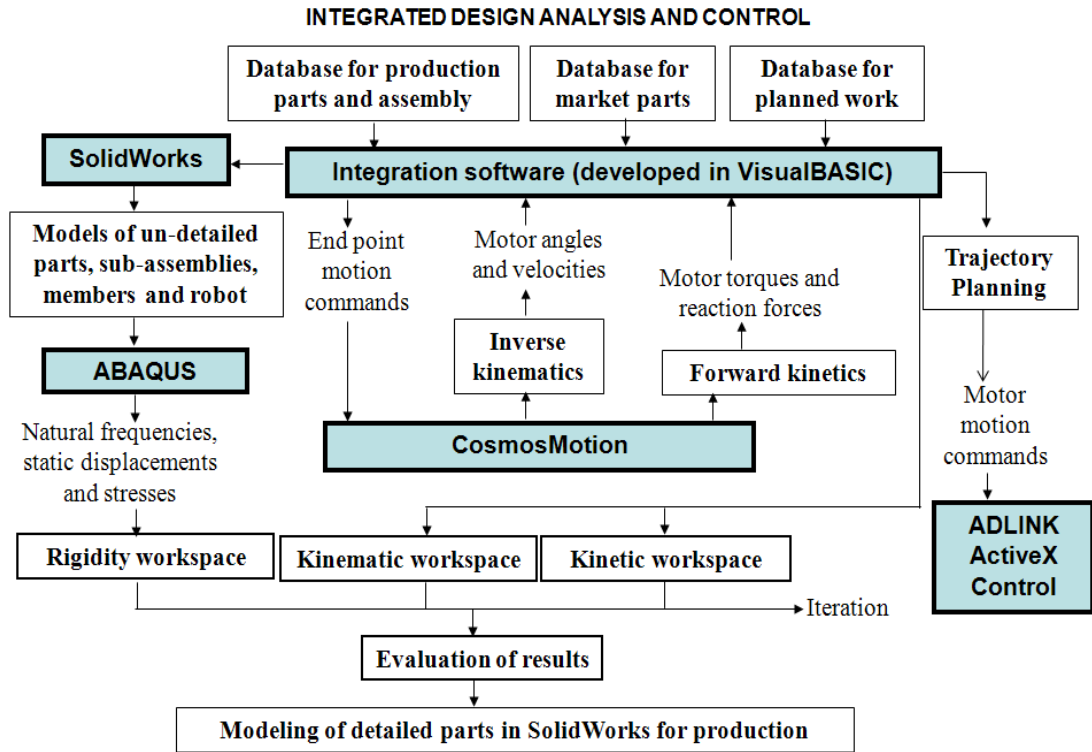 INTEGRATED DESIGN ANALYSIS AND CONTROL
Database for production
parts and assembly
Database for
market parts
Database for
planned work
SolidWorks
Integration software (developed in VisualBASIC)
Models of un-detailed
parts, sub-assemblies,
members and robot
End point
motion
commands
Motor angles
and velocities
Motor torques and
reaction forces
Trajectory
Planning
Inverse
kinematics
Forward kinetics
ABAQUS
CosmosMotion
Natural frequencies,
static displacements
and stresses
Motor
motion
commands
ADLINK
ActiveX
Control
Rigidity workspace
Kinematic workspace
Kinetic workspace
Iteration
Evaluation of results
Modeling of detailed parts in SolidWorks for production